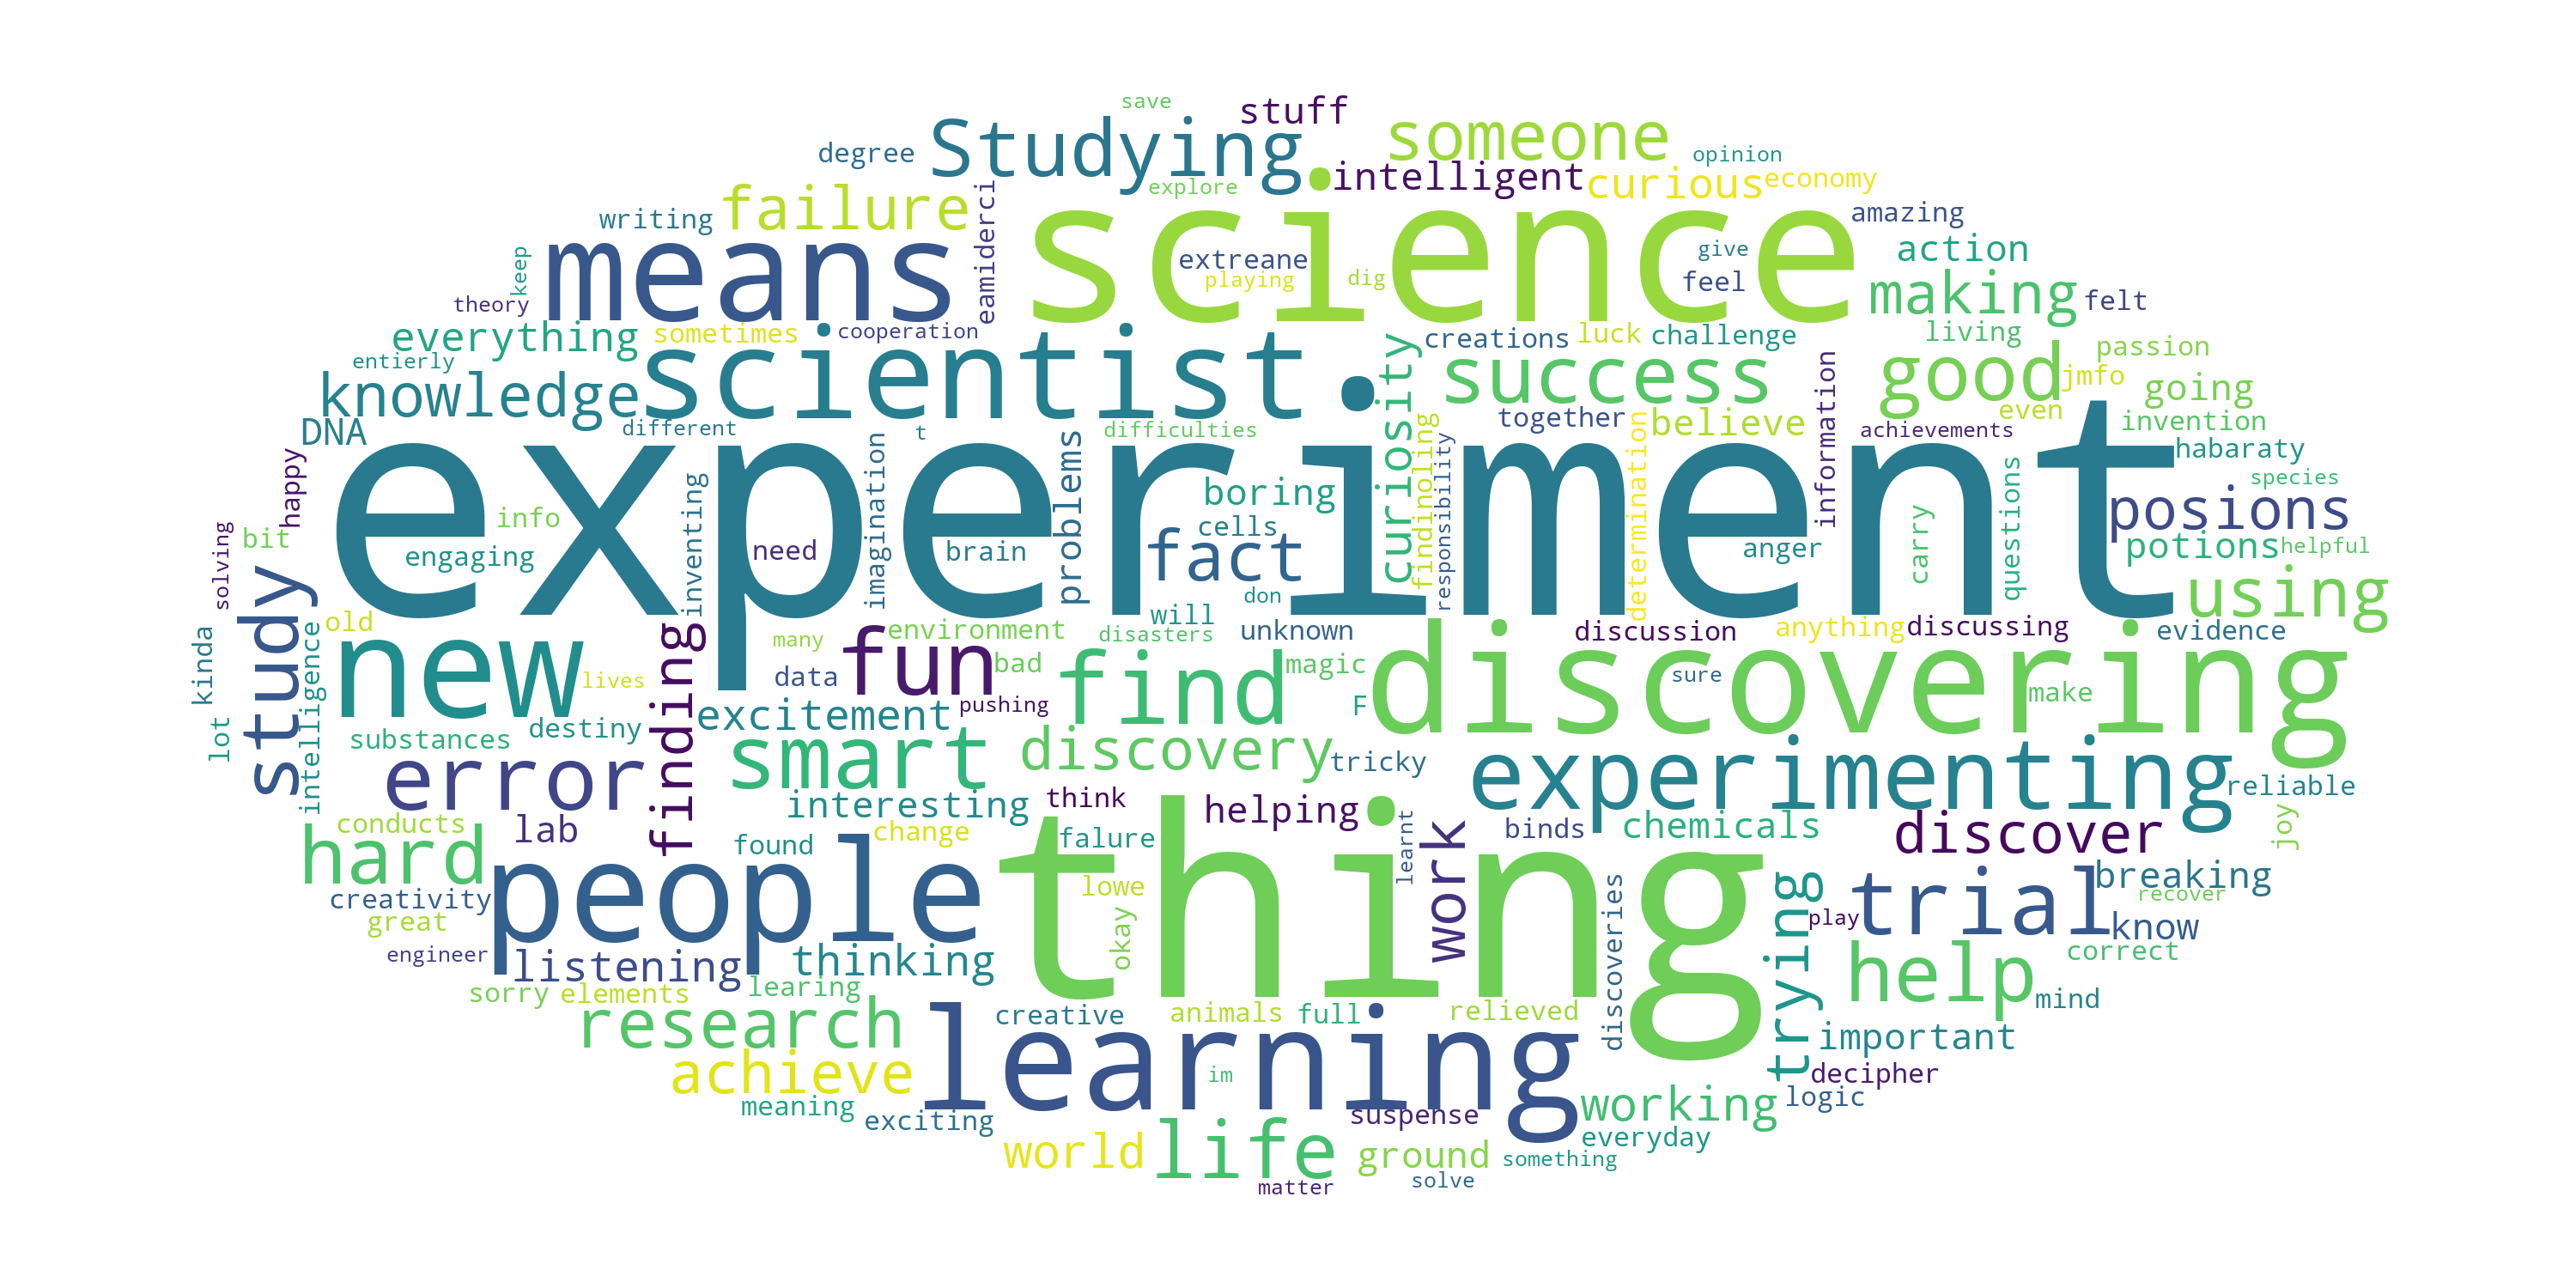 save
stuff
Studying
someone
degree
opinion
explore
intelligent
curious
economy
failure
writing
eamiderci
science
amazing
means
extreane
give
action
keep
playing
dig
feel
making
felt
theory
everything
sometimes
cooperation
creations
luck
challenge
living
entierly
scientist
curiosity
success
information
good
passion
knowledge
jmfo
going
DNA
different
t
difficulties
together
determination
believe
even
invention
achievements
habaraty
happy
experiment
imagination
problems
findinoling
responsibility
species
inventing
boring
questions
posions
info
cells
carry
bit
solving
engaging
need
brain
fact
anger
potions
helpful
don
using
study
old
will
intelligence
kinda
new
finding
many
environment
fun
disasters
unknown
discussion
anything
discussing
evidence
lives
data
bad
find
magic
discovering
sure
make
lot
substances
destiny
excitement
pushing
F
error
smart
discovery
tricky
experimenting
reliable
conducts
lab
interesting
think
helping
binds
chemicals
discover
joy
hard
found
change
falure
thing
learnt
work
people
creativity
lowe
discoveries
trying
trial
breaking
recover
great
okay
play
know
engineer
listening
thinking
help
correct
sorry
elements
learing
mind
research
creative
animals
full
relieved
important
achieve
learning
im
decipher
meaning
exciting
suspense
working
logic
world
life
ground
everyday
something
matter
solve